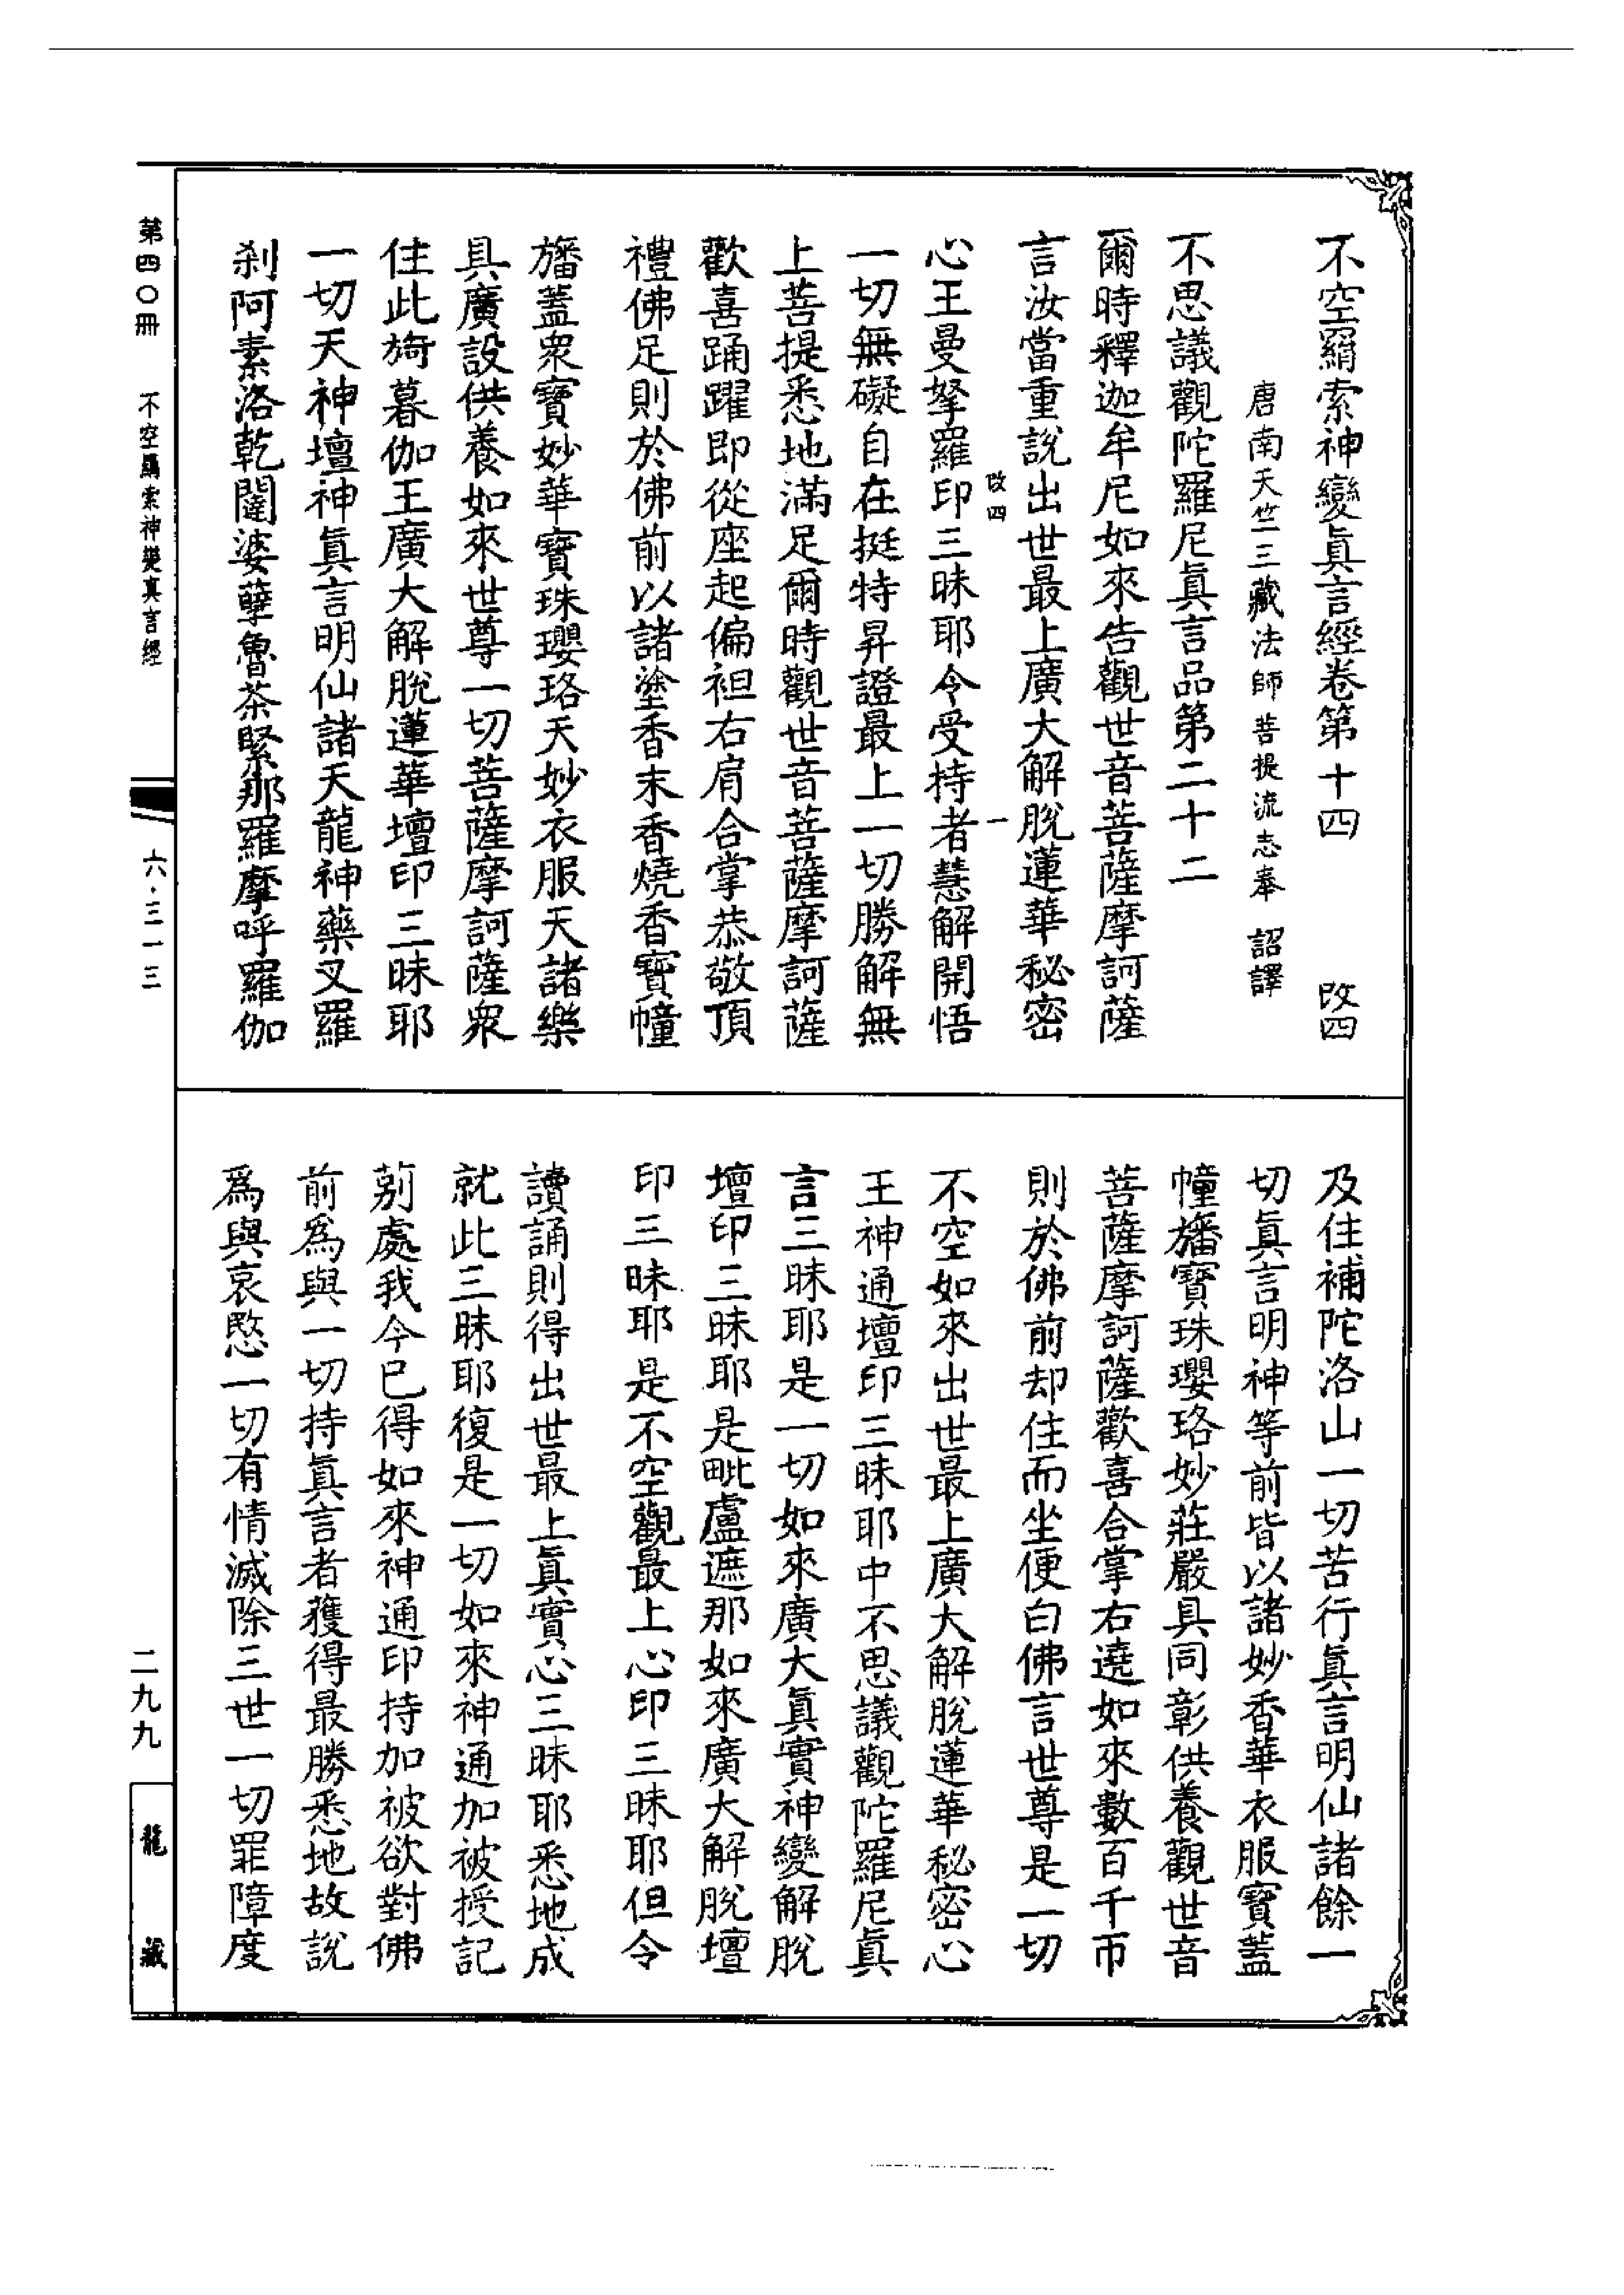 不空羂索神變眞言經卷第十四 改四
唐南天竺三藏法師菩提流志奉 詔譯
不思議觀陀羅尼眞言品第二十二
爾時釋迦牟尼如來告觀世音菩薩摩訶薩
言汝當重說出世最上廣大解脫蓮華秘密
改四 一
心王曼拏羅印三昧耶令受持者慧解開悟
一切無礙自在挺特昇證最上一切勝解無
上菩提悉地滿足爾時觀世音菩薩摩訶薩
歡喜踊躍即從座起偏袒右肩合掌恭敬頂
禮佛足則於佛前以諸塗香末香燒香寶幢
旛蓋衆寶妙華寶珠瓔珞天妙衣服天諸樂
具廣設供養如來世尊一切菩薩摩訶薩衆
住此旖暮伽王廣大解脫蓮華壇印三昧耶
一切天神壇神眞言明仙諸天龍神藥叉羅
刹阿素洛乾闥婆孽魯茶緊那羅摩呼羅伽
及住補陀洛山一切苦行眞言明仙諸餘一
切眞言明神等前皆以諸妙香華衣服寶蓋
幢旛寶珠瓔珞妙莊嚴具同彰供養觀世音
菩薩摩訶薩歡喜合掌右遶如來數百千帀
則於佛前却住而坐便白佛言世尊是一切
不空如來出世最上廣大解脫蓮華秘密心
王神通壇印三昧耶中不思議觀陀羅尼眞
言三昧耶是一切如來廣大眞實神變解脫
壇印三昧耶是毗盧遮那如來廣大解脫壇
印三昧耶是不空觀最上心印三昧耶但令
讀誦則得出世最上眞實心三昧耶悉地成
就此三昧耶復是一切如來神通加被授記
莂處我今已得如來神通印持加被欲對佛
前爲與一切持眞言者獲得最勝悉地故說
爲與哀愍一切有情滅除三世一切罪障度
第四〇冊 不空羂索神變真言經 六·三一三 二九九 龍藏